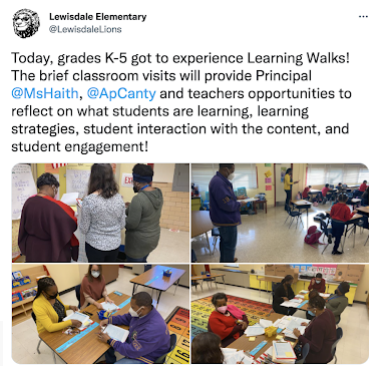 Lewisdale Elementary
@LewisdaleLions
Today, grades K-5 got to experience Learning Walks!
The brief classroom visits will provide Principal
@MsHaith, @ApCanty and teachers opportunities to
reflect on what students are learning, learning
strategies, student interaction with the content, and
student engagement!